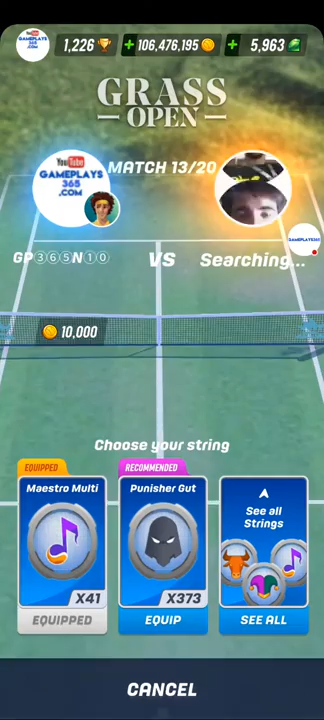 YouTube
GAMEPLAYS
365
.COM
1,226
+ 106,476,195
+ 5,963
GRASS
OPEN
MATCH 13/20
YouTube
GAMEPLAYS
365
.COM
GP③⑥⑤N①⓪
VS
Searching...
GAMEPLAYS365
10,000
Choose your string
EQUIPPED
RECOMMENDED
Maestro Multi
Punisher Gut
See all
Strings
X41
X373
EQUIPPED
EQUIP
SEE ALL
CANCEL